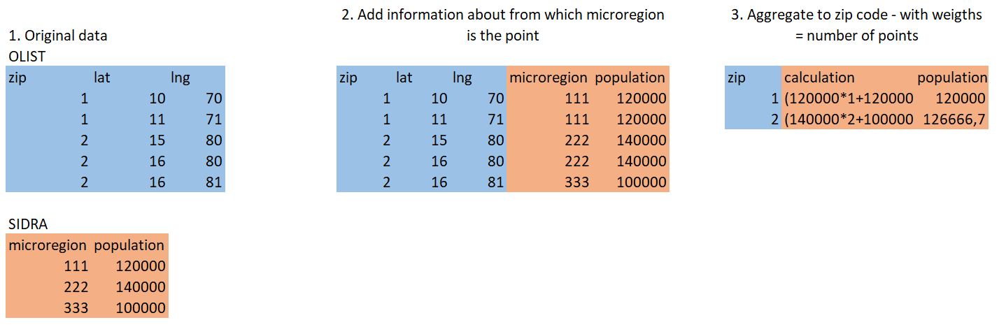 1. Original data
OLIST
zip lat lng
1 10 70
1 11 71
2 15 80
2 16 80
2 16 81
SIDRA
microregion population
111 120000
222 140000
333 100000
2. Add information about from which microregion
is the point
zip lat lng microregion population
1 10 70 111 120000
1 11 71 111 120000
2 15 80 222 140000
2 16 80 222 140000
2 16 81 333 100000
3. Aggregate to zip code - with weigths
= number of points
zip calculation population
1 (120000*1+120000 120000
2 (140000*2+100000 126666,7